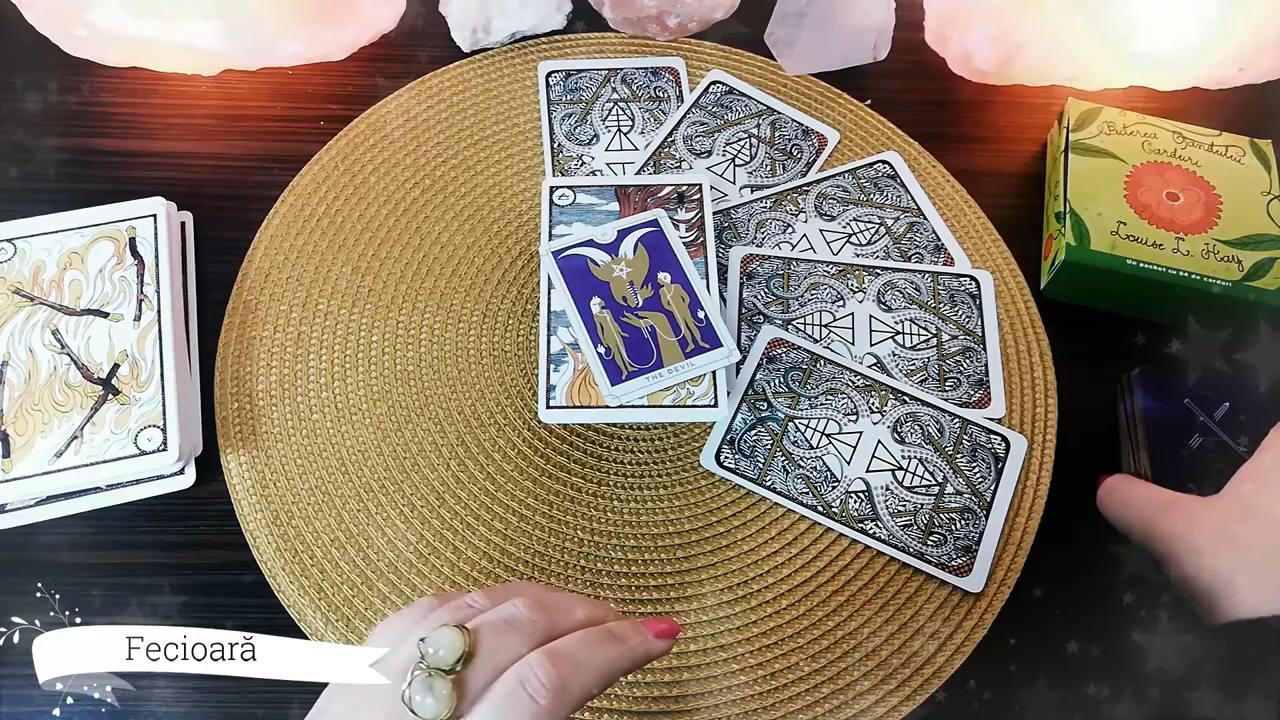 Puterea Gândului
Carduri
Louise L. Hay
Un pachet cu 64 de carduri
THE DEVIL
Fecioară